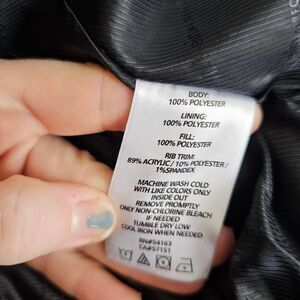 BODY:
100% POLYESTER
LINING:
100% POLYESTER
FILL:
100% POLYESTER
RIB TRIM:
89% ACRYLIC / 10% POLYESTER /
1%SPANDEX
MACHINE WASH COLD
WITH LIKE COLORS ONLY
INSIDE OUT
REMOVE PROMPTLY
ONLY NON-CHLORINE BLEACH
IF NEEDED
TUMBLE DRY LOW
COOL IRON WHEN NEEDED
RN#54163
CA#57151